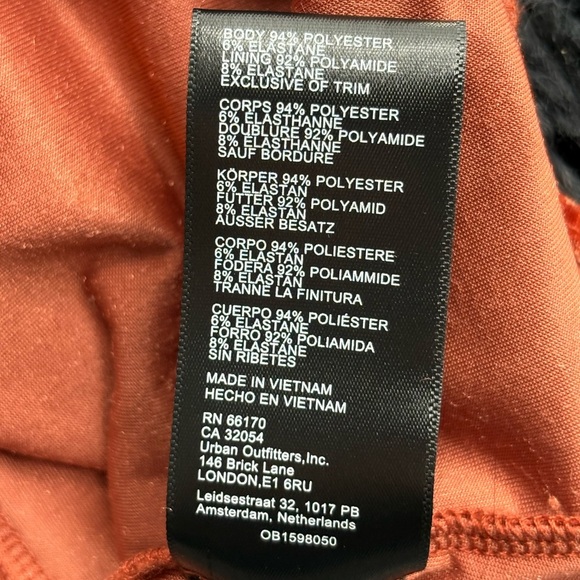 BODY 94% POLYESTER
6% ELASTANE
LINING 92% POLYAMIDE
8% ELASTANE
EXCLUSIVE OF TRIM
CORPS 94% POLYESTER
6% ELASTHANNE
DOUBLURE 92% POLYAMIDE
8% ELASTHANNE
SAUF BORDURE
KÖRPER 94% POLYESTER
6% ELASTAN
FUTTER 92% POLYAMID
8% ELASTAN
AUSSER BESATZ
CORPO 94% POLIESTERE
6% ELASTAN
FODERA 92% POLIAMMIDE
8% ELASTAN
TRANNE LA FINITURA
CUERPO 94% POLIÉSTER
6% ELASTANE
FORRO 92% POLIAMIDA
8% ELASTANE
SIN RIBETES
MADE IN VIETNAM
HECHO EN VIETNAM
RN 66170
CA 32054
Urban Outfitters,Inc.
146 Brick Lane
LONDON,E1 6RU
Leidsestraat 32, 1017 PB
Amsterdam, Netherlands
OB1598050